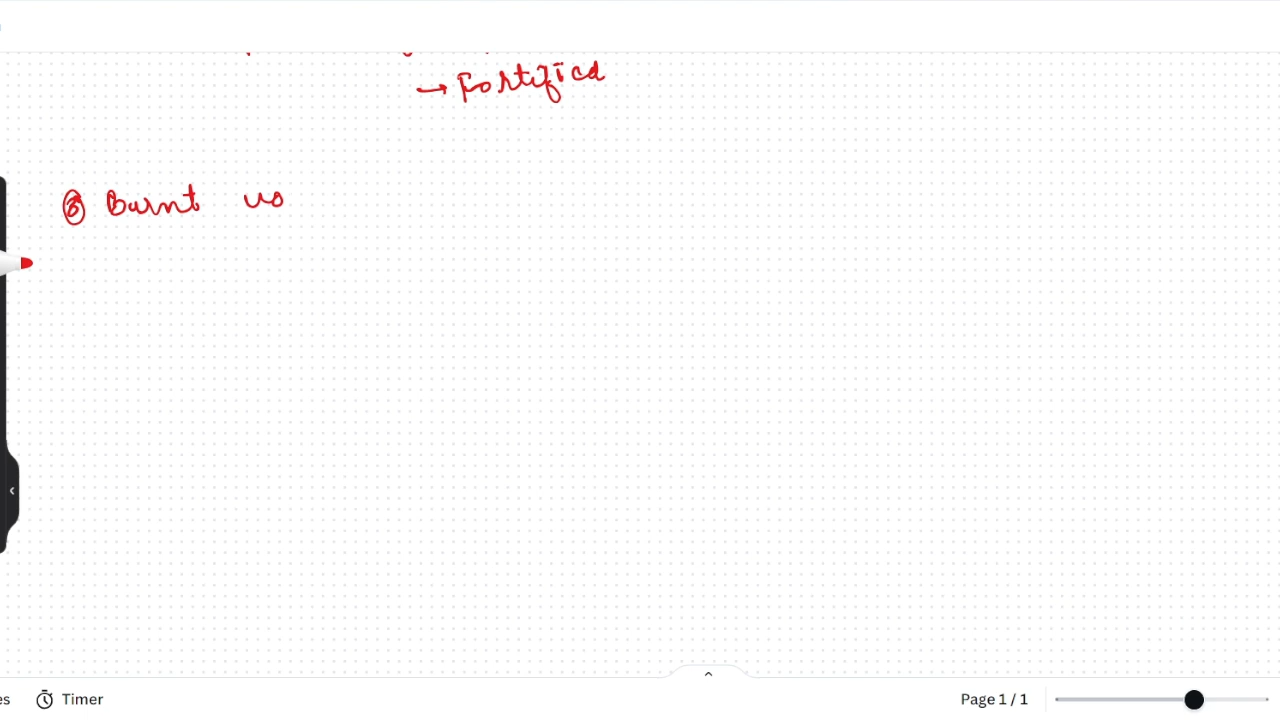 → Fortified
③ Burnt
Timer
Page 1 / 1